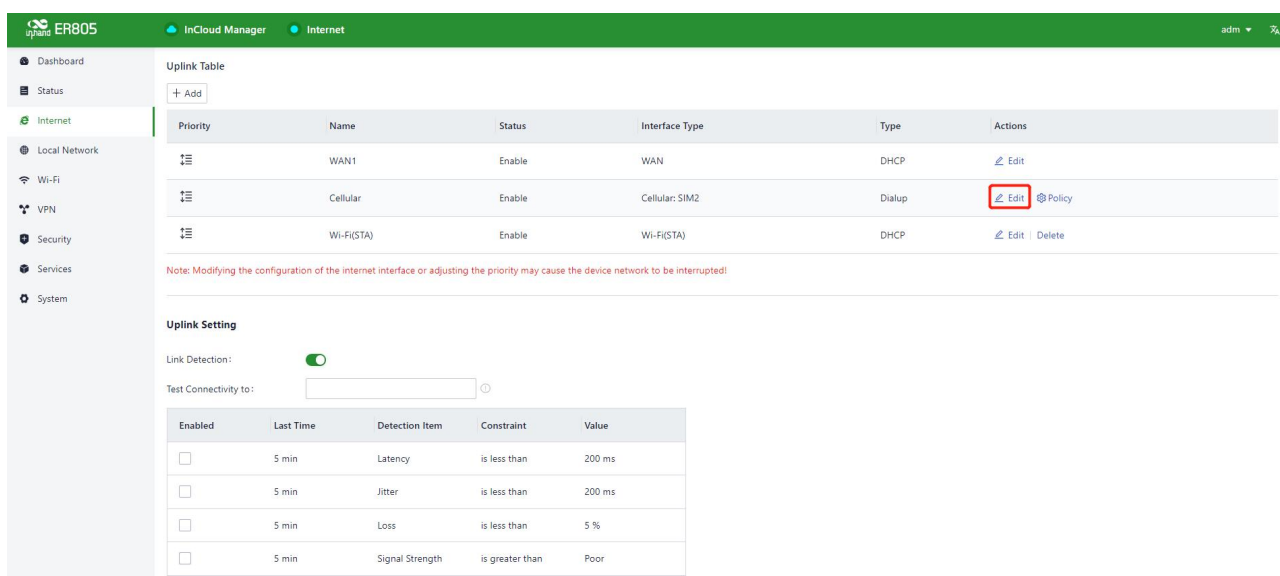 inhand ER805 InCloud Manager Internet adm
Dashboard
Status
Internet
Local Network
Wi-Fi
VPN
Security
Services
System
Uplink Table
+ Add
Priority Name Status Interface Type Type Actions
WAN1 Enable WAN DHCP Edit
Cellular Enable Cellular: SIM2 Dialup Edit Policy
Wi-Fi(STA) Enable Wi-Fi(STA) DHCP Edit Delete
Note: Modifying the configuration of the internet interface or adjusting the priority may cause the device network to be interrupted!
Uplink Setting
Link Detection:
Test Connectivity to:
Enabled Last Time Detection Item Constraint Value
5 min Latency is less than 200 ms
5 min Jitter is less than 200 ms
5 min Loss is less than 5 %
5 min Signal Strength is greater than Poor